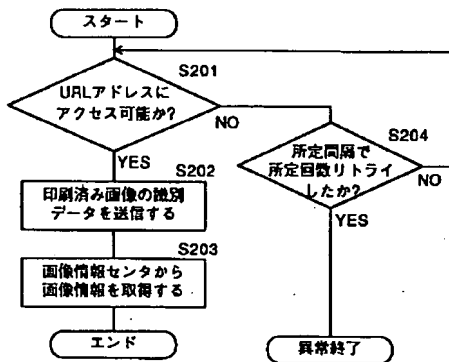 スタート
S201
URLアドレスに
アクセス可能か?
NO
YES
S204
所定間隔で
所定回数リトライ
したか?
NO
YES
S202
印刷済み画像の識別
データを送信する
S203
画像情報センタから
画像情報を取得する
エンド
異常終了